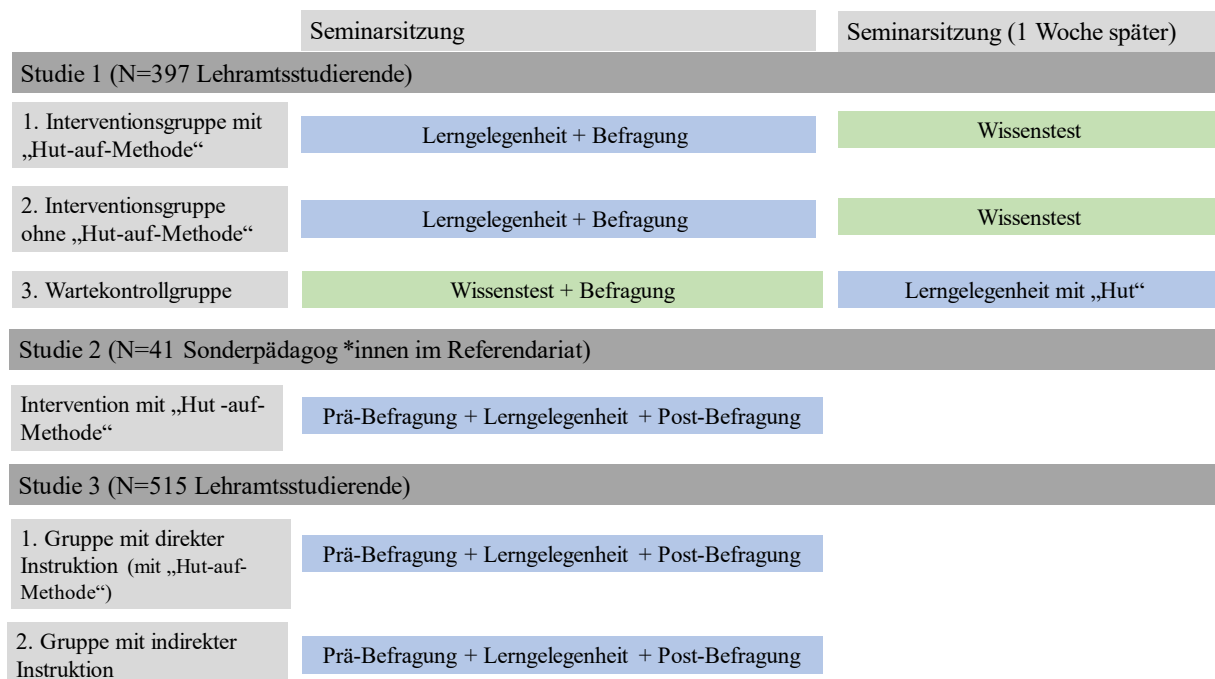 Seminarsitzung
Seminarsitzung (1 Woche später)
Studie 1 (N=397 Lehramtsstudierende)
1. Interventionsgruppe mit
„Hut-auf-Methode“
Lerngelegenheit + Befragung
Wissenstest
2. Interventionsgruppe
ohne „Hut-auf-Methode“
Lerngelegenheit + Befragung
Wissenstest
3. Wartekontrollgruppe
Wissenstest + Befragung
Lerngelegenheit mit „Hut“
Studie 2 (N=41 Sonderpädagog *innen im Referendariat)
Intervention mit „Hut -auf-
Methode“
Prä-Befragung + Lerngelegenheit + Post-Befragung
Studie 3 (N=515 Lehramtsstudierende)
1. Gruppe mit direkter
Instruktion (mit „Hut-auf-
Methode“)
Prä-Befragung + Lerngelegenheit + Post-Befragung
2. Gruppe mit indirekter
Instruktion
Prä-Befragung + Lerngelegenheit + Post-Befragung